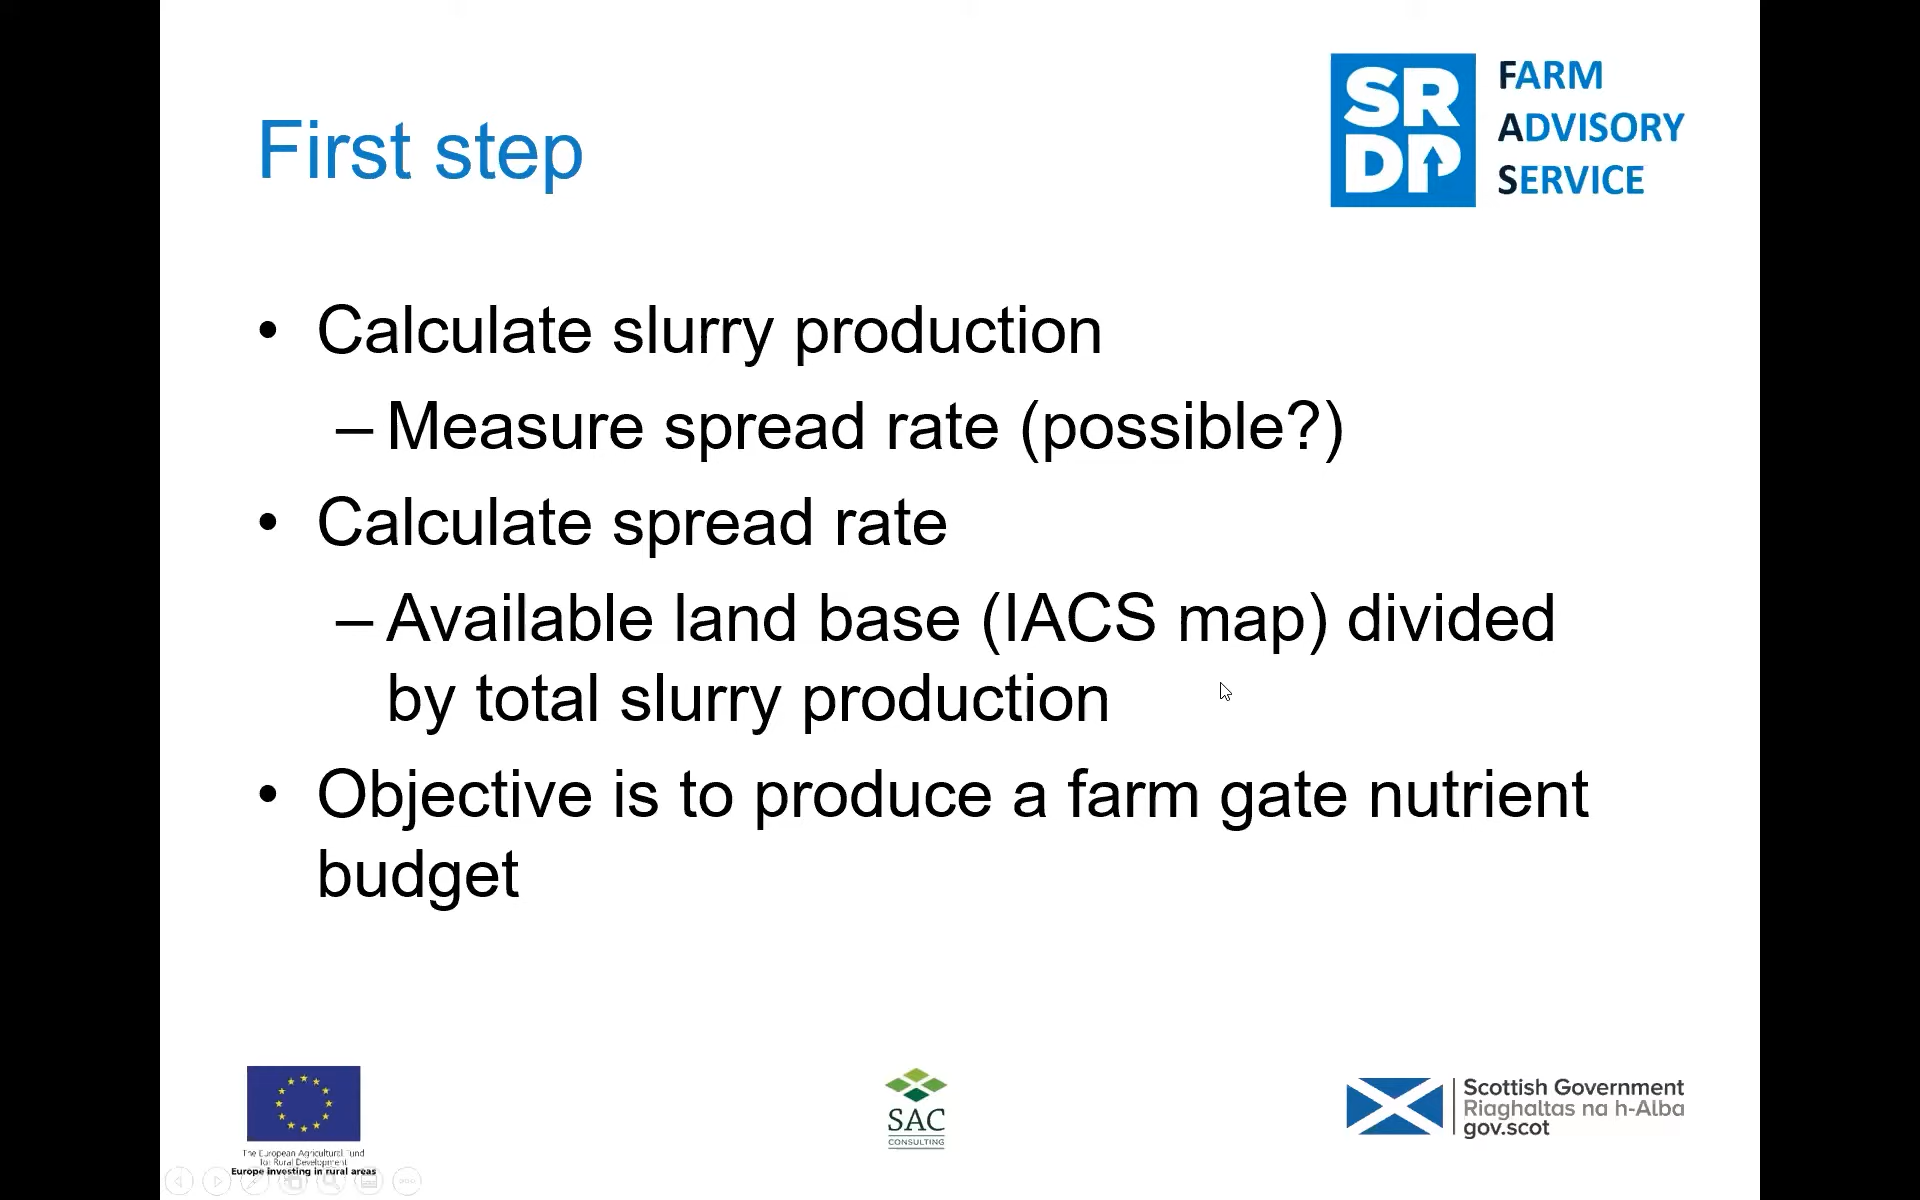 First step
SR
DP
FARM
ADVISORY
SERVICE
• Calculate slurry production
– Measure spread rate (possible?)
• Calculate spread rate
– Available land base (IACS map) divided
by total slurry production
• Objective is to produce a farm gate nutrient
budget
The European Agricultural Fund
for Rural Development
Europe investing in rural areas
SAC
CONSULTING
Scottish Government
Riaghaltas na h-Alba
gov.scot